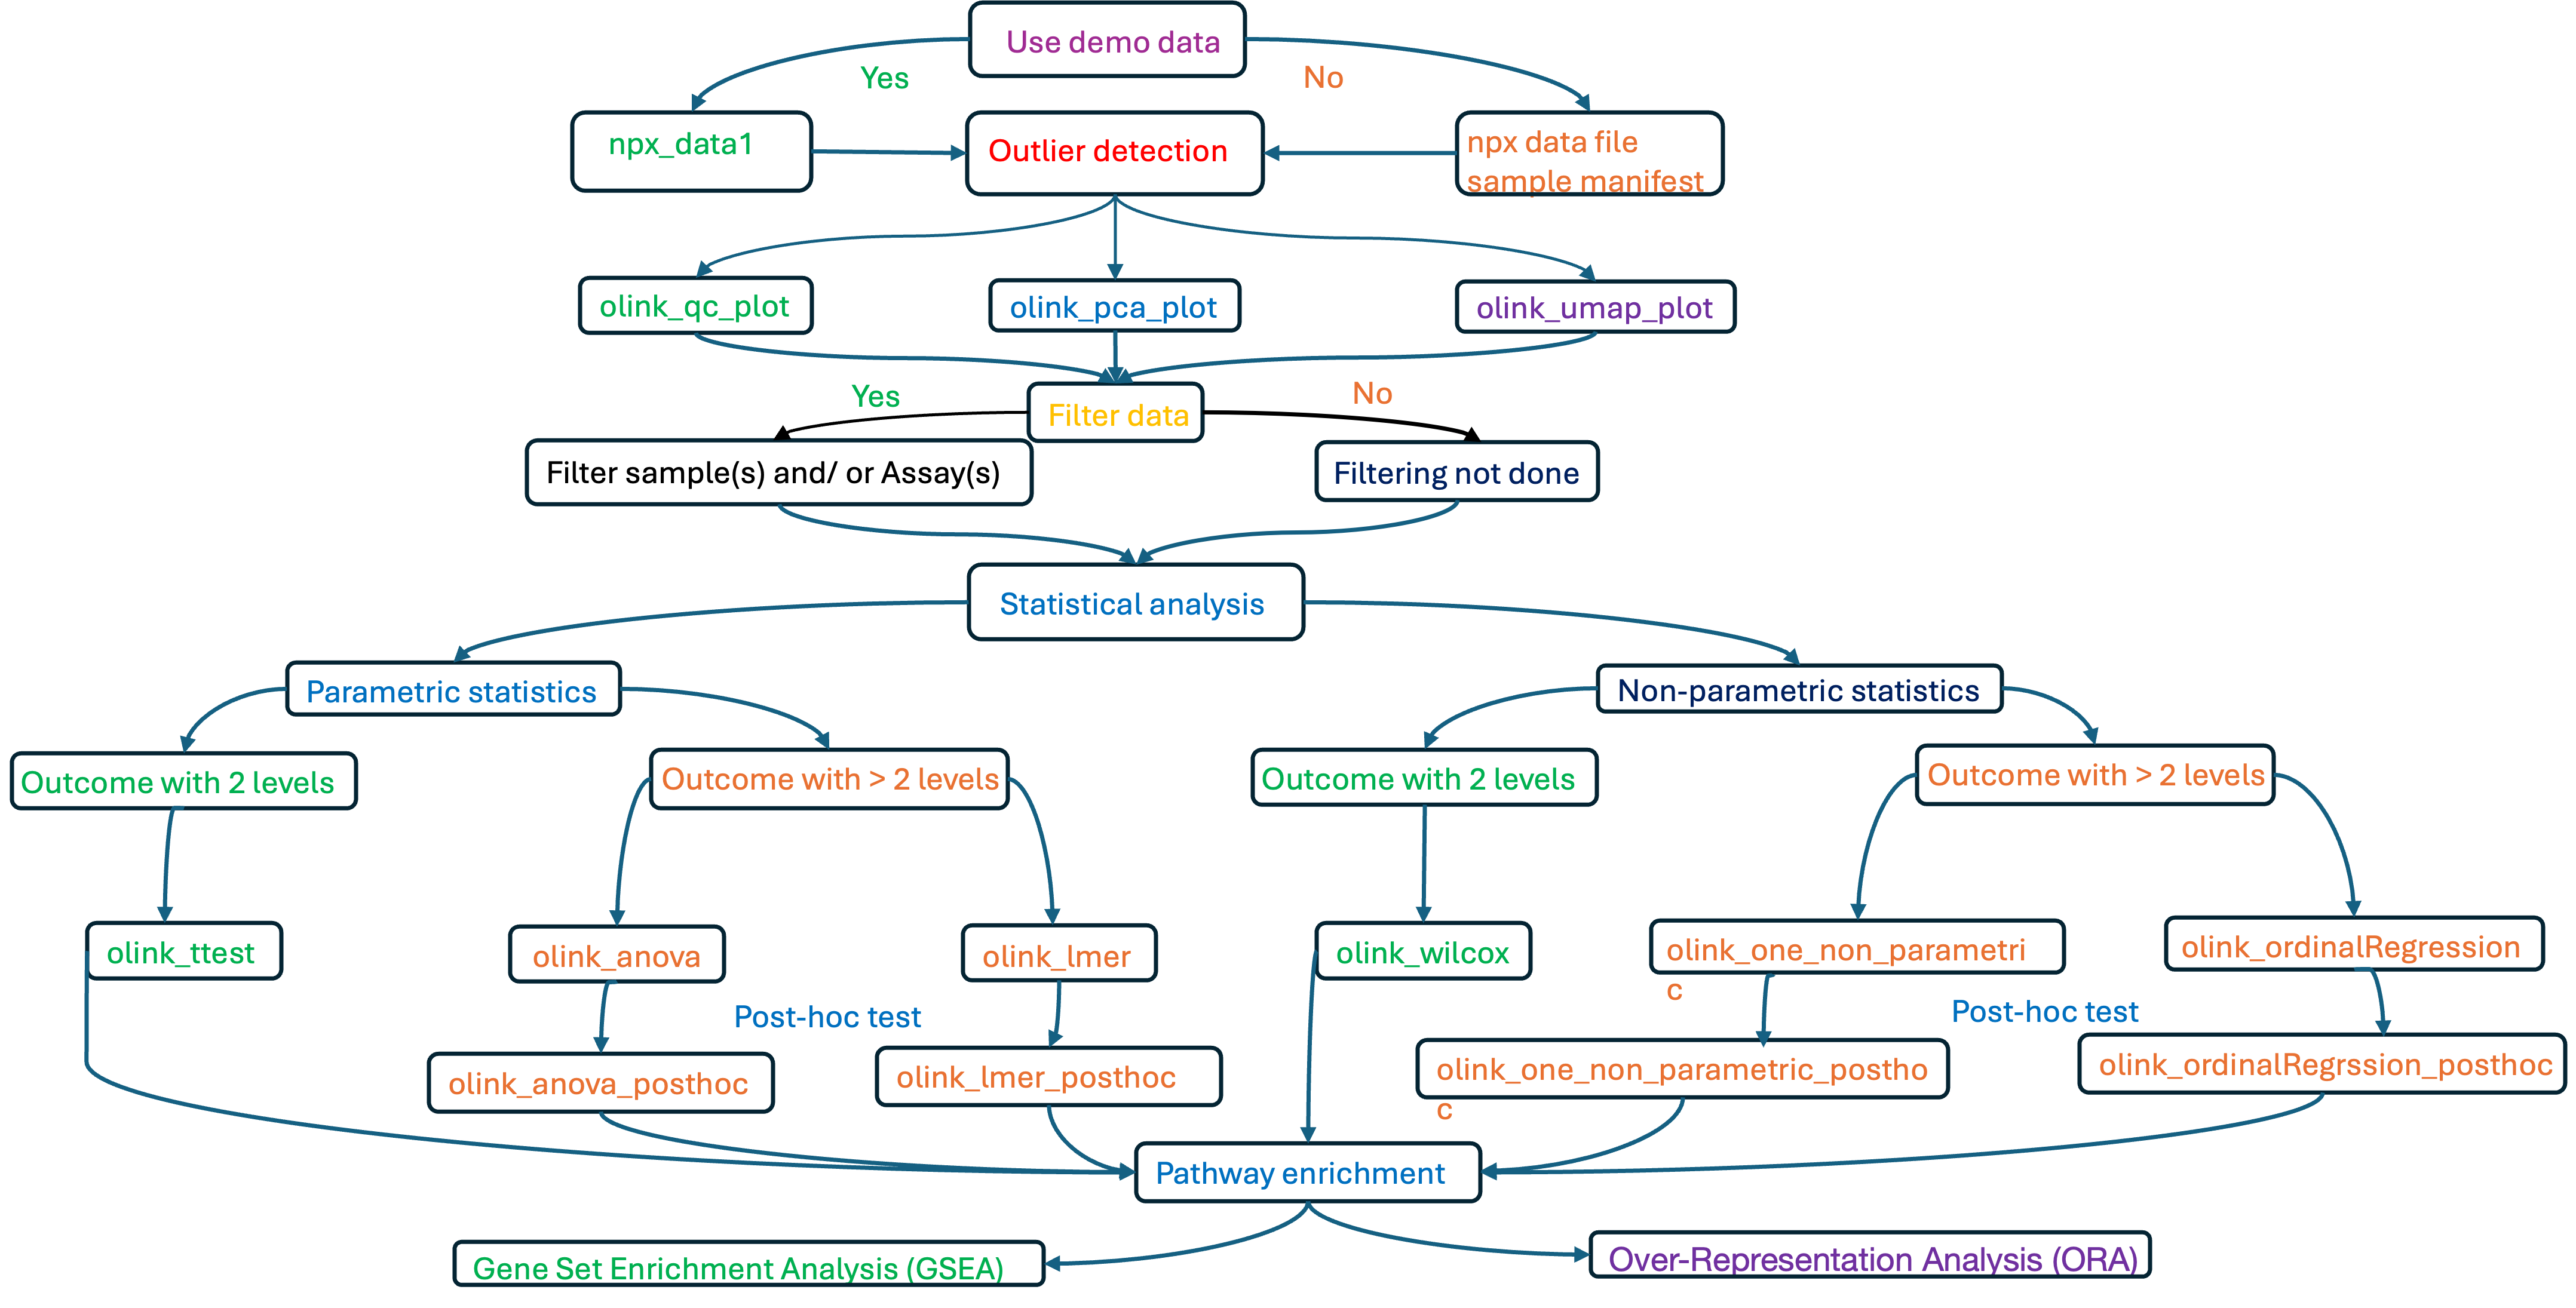 Use demo data
Yes
No
npx_data1
Outlier detection
npx data file
sample manifest
olink_qc_plot
olink_pca_plot
olink_umap_plot
Yes
No
Filter data
Filter sample(s) and/ or Assay(s)
Filtering not done
Statistical analysis
Parametric statistics
Non-parametric statistics
Outcome with 2 levels
Outcome with > 2 levels
Outcome with 2 levels
Outcome with > 2 levels
olink_ttest
olink_anova
olink_lmer
olink_wilcox
olink_one_non_parametri
c
olink_ordinalRegression
Post-hoc test
Post-hoc test
olink_anova_posthoc
olink_lmer_posthoc
olink_one_non_parametric_postho
c
olink_ordinalRegrssion_posthoc
Pathway enrichment
Gene Set Enrichment Analysis (GSEA)
Over-Representation Analysis (ORA)